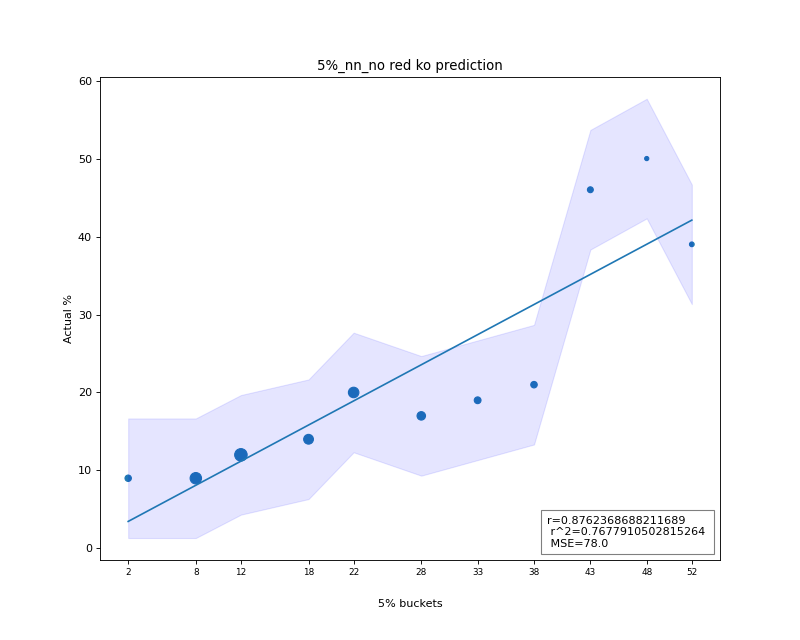 5%_nn_no red ko prediction
60
50
40
30
20
10
0
Actual %
r=0.8762368688211689
r^2=0.7677910502815264
MSE=78.0
2 8 12 18 22 28 33 38 43 48 52
5% buckets